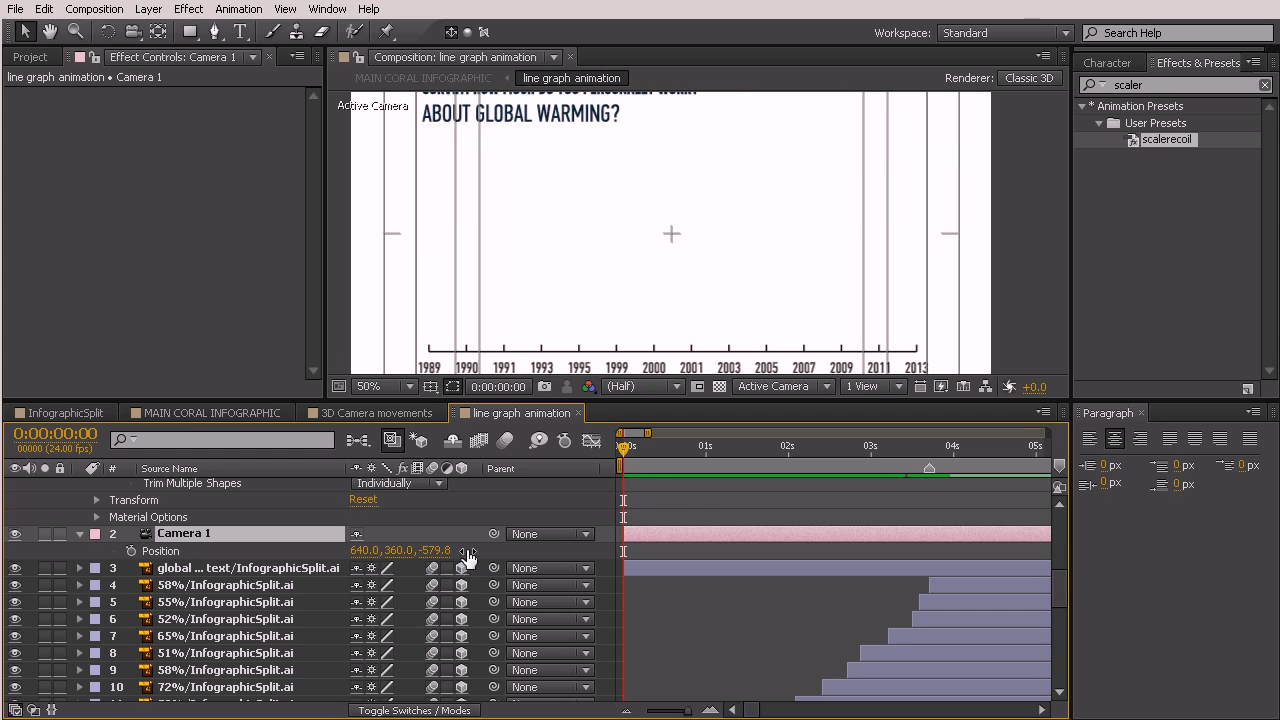 File Edit Composition Layer Effect Animation View Window Help
Workspace: Standard Search Help
Project Effect Controls: Camera 1 Composition: line graph animation Character Effects & Presets
line graph animation • Camera 1 MAIN CORAL INFOGRAPHIC line graph animation Renderer: Classic 3D
scaler
Active Camera
* Animation Presets
ABOUT GLOBAL WARMING?
User Presets
scalerecoil
1989 1990 1991 1993 1995 1999 2000 2001 2003 2005 2007 2009 2011 2013
50% 0:00:00:00 (Half) Active Camera 1 View +0.0
InfographicSplit MAIN CORAL INFOGRAPHIC 3D Camera movements line graph animation Paragraph
0:00:00:00
00000 (24.00 fps)
01s 02s 03s 04s 05s
# Source Name Parent
0 px 0 px 0 px
0 px 0 px
Trim Multiple Shapes Individually
Transform Reset
Material Options
2 Camera 1 None
Position 640.0, 360.0, -579.8
3 global ... text/InfographicSplit.ai None
4 58%/InfographicSplit.ai None
5 55%/InfographicSplit.ai None
6 52%/InfographicSplit.ai None
7 65%/InfographicSplit.ai None
8 51%/InfographicSplit.ai None
9 58%/InfographicSplit.ai None
10 72%/InfographicSplit.ai None
Toggle Switches / Modes